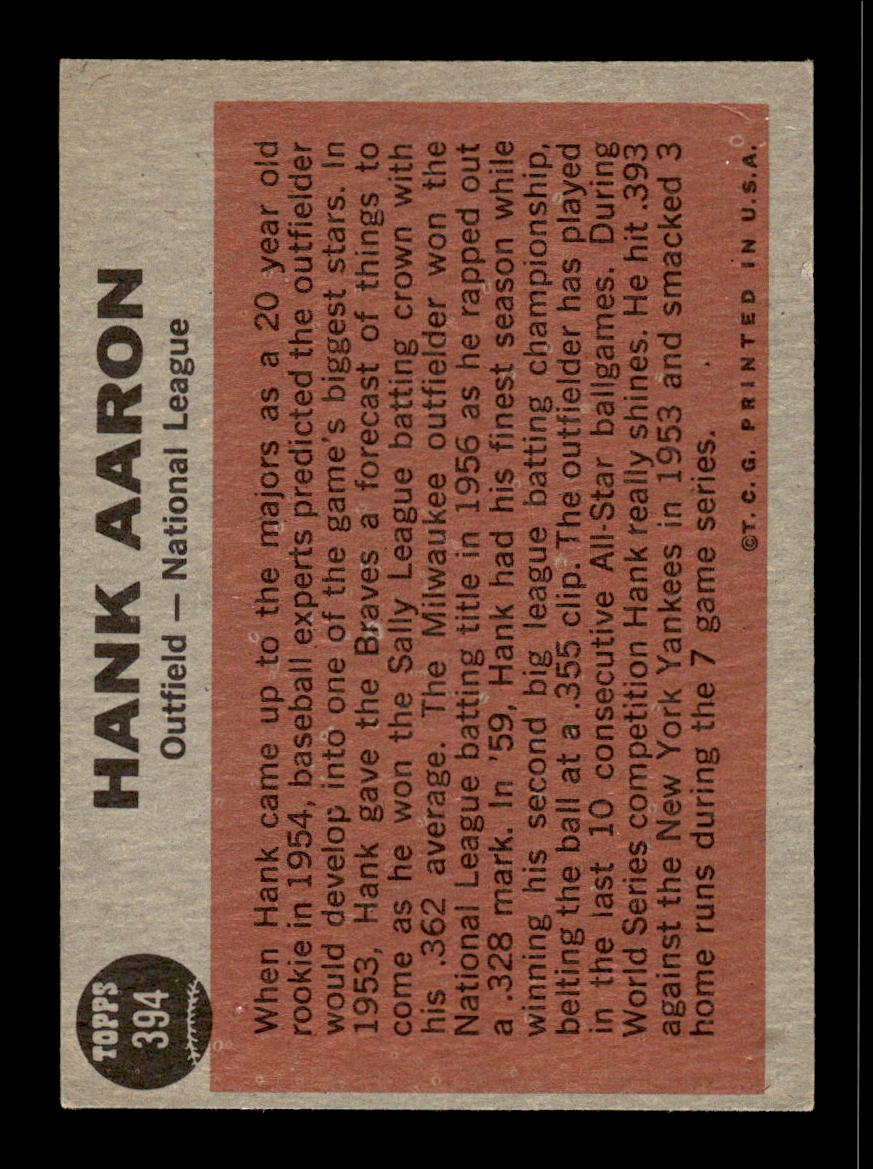 TOPPS
394
HANK AARON
Outfield — National League
When Hank came up to the majors as a 20 year old
rookie in 1954, baseball experts predicted the outfielder
would develop into one of the game's biggest stars. In
1953, Hank gave the Braves a forecast of things to
come as he won the Sally League batting crown with
his .362 average. The Milwaukee outfielder won the
National League batting title in 1956 as he rapped out
a .328 mark. In '59, Hank had his finest season while
winning his second big league batting championship,
belting the ball at a .355 clip. The outfielder has played
in the last 10 consecutive All-Star ballgames. During
World Series competition Hank really shines. He hit .393
against the New York Yankees in 1953 and smacked 3
home runs during the 7 game series.
©T. C. G. PRINTED IN U.S.A.